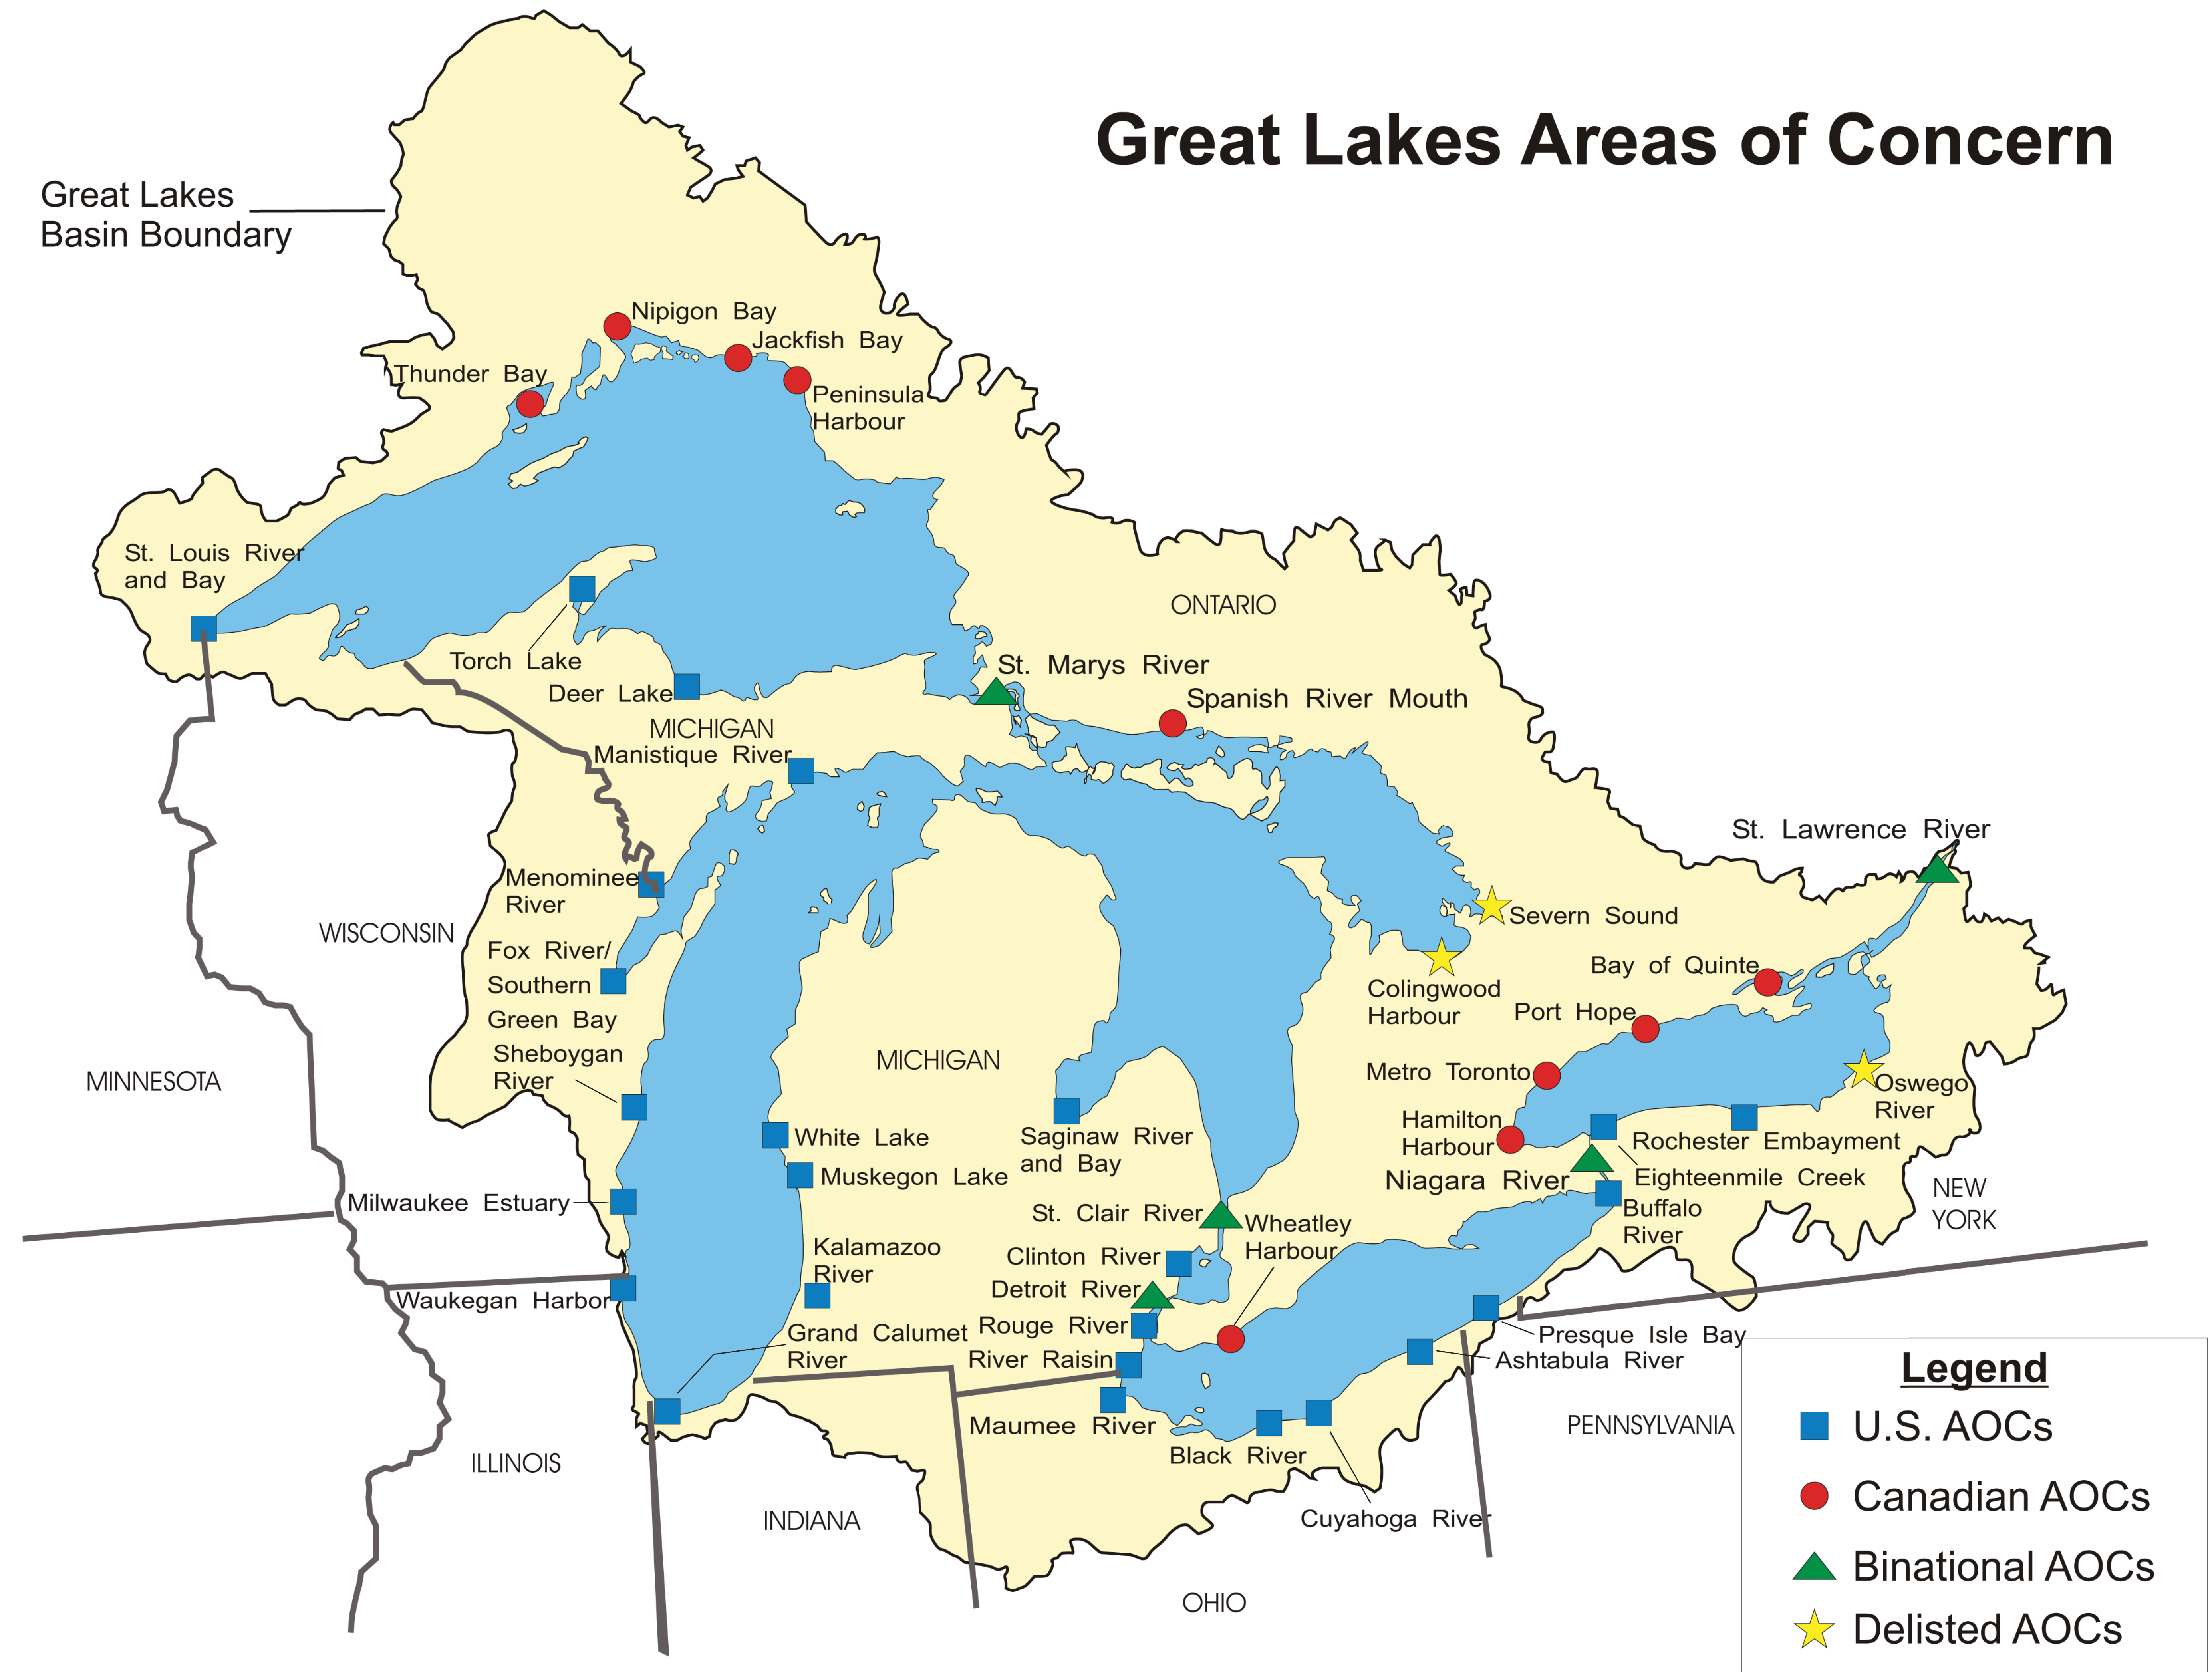 Great Lakes Areas of Concern
Great Lakes
Basin Boundary
Nipigon Bay
Jackfish Bay
Thunder Bay
Peninsula
Harbour
St. Louis River
and Bay
ONTARIO
Torch Lake
St. Marys River
Deer Lake
Spanish River Mouth
MICHIGAN
Manistique River
St. Lawrence River
Menominee
River
Severn Sound
WISCONSIN
Fox River/
Southern
Green Bay
Bay of Quinte
Colingwood
Harbour
Port Hope
Sheboygan
River
MICHIGAN
Metro Toronto
MINNESOTA
Oswego
River
Hamilton
Harbour
White Lake
Saginaw River
and Bay
Rochester Embayment
Muskegon Lake
Niagara River
Eighteenmile Creek
NEW
YORK
Milwaukee Estuary
St. Clair River
Wheatley
Harbour
Buffalo
River
Kalamazoo
River
Clinton River
Detroit River
Waukegan Harbor
Grand Calumet
River
Rouge River
Presque Isle Bay
River Raisin
Ashtabula River
Maumee River
PENNSYLVANIA
Black River
ILLINOIS
INDIANA
Cuyahoga River
OHIO
Legend
U.S. AOCs
Canadian AOCs
Binational AOCs
Delisted AOCs